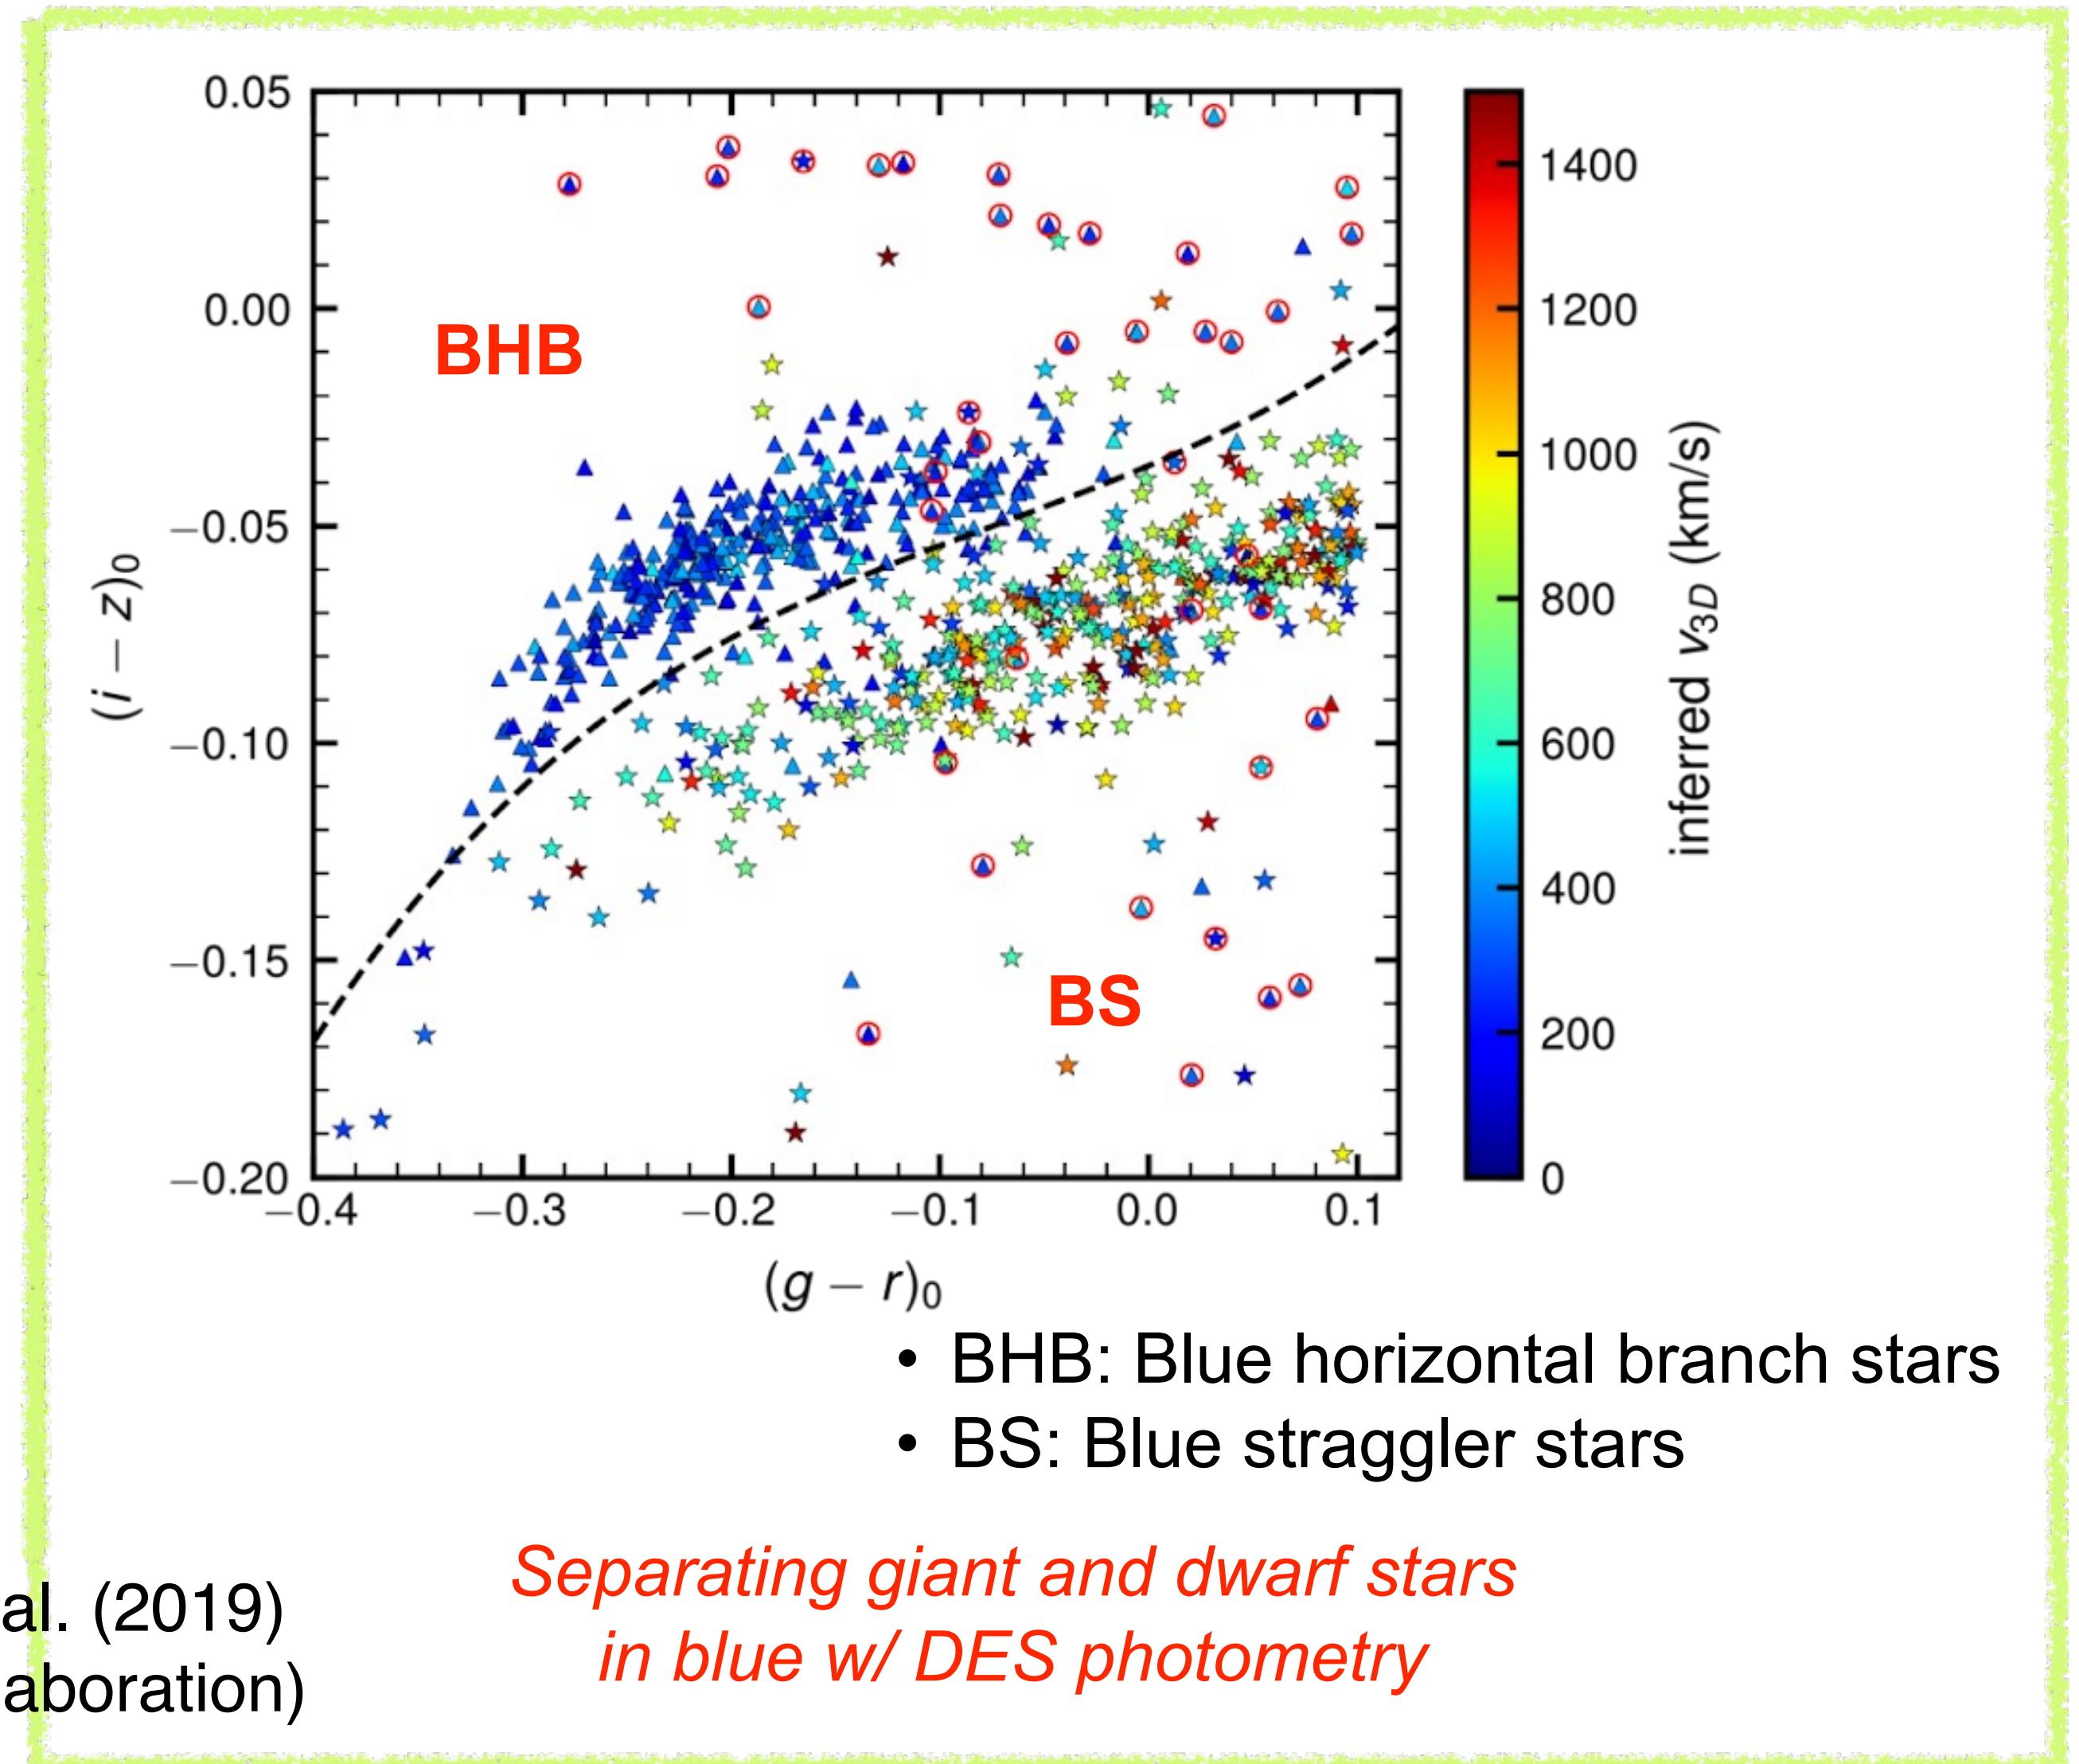 0.05
0.00
−0.05
−0.10
−0.15
−0.20
(i − z)₀
BHB
BS
−0.4
−0.3
−0.2
−0.1
0.0
0.1
(g − r)₀
1400
1200
1000
800
600
400
200
0
inferred v₃D (km/s)
• BHB: Blue horizontal branch stars
• BS: Blue straggler stars
Separating giant and dwarf stars
in blue w/ DES photometry
al. (2019)
aboration)